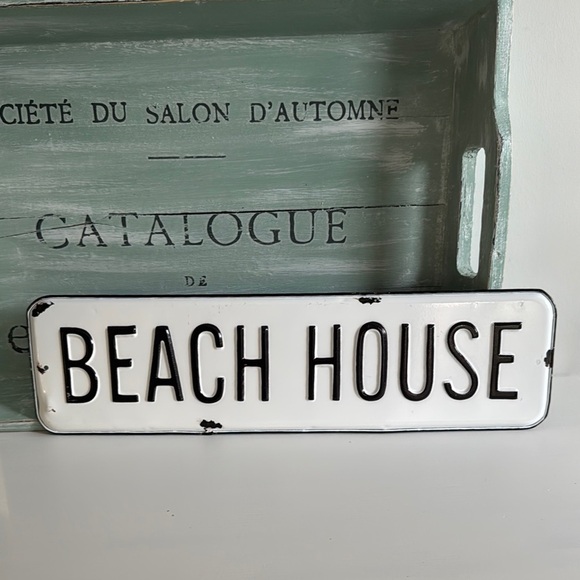 CIÉTÉ DU SALON D'AUTOMNE
CATALOGUE
DE
BEACH HOUSE